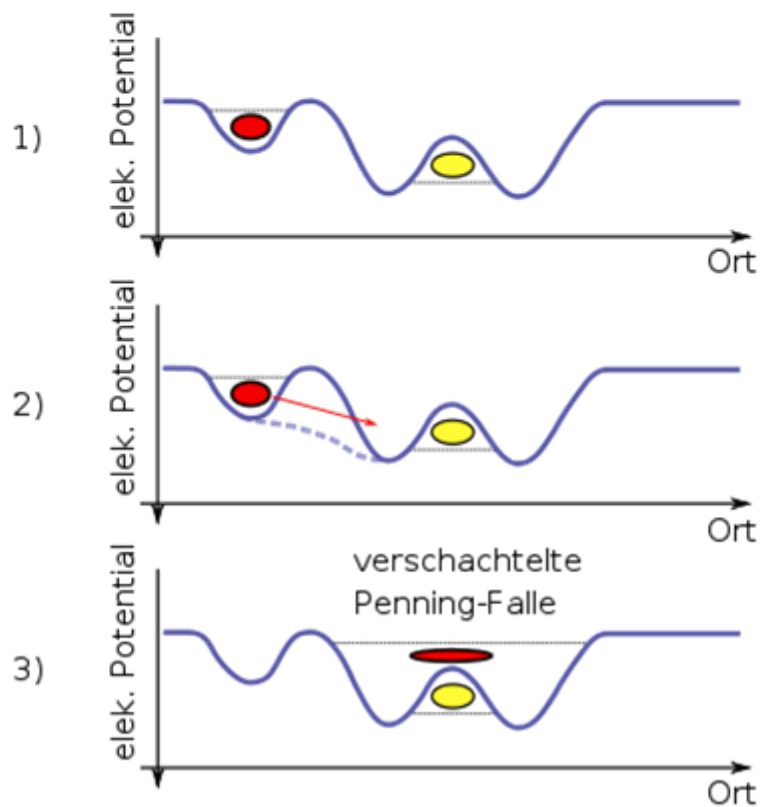 1)
elek. Potential
Ort
2)
elek. Potential
Ort
verschachtelte
Penning-Falle
3)
elek. Potential
Ort